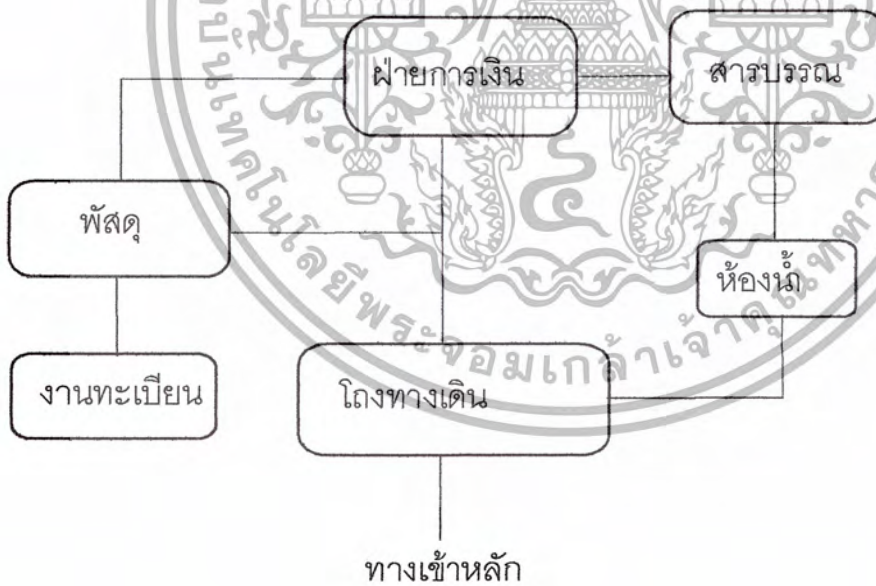 ฝ่ายการเงิน
สารบรรณ
พัสดุ
ห้องน้ำ
งานทะเบียน
โถงทางเดิน
ทางเข้าหลัก